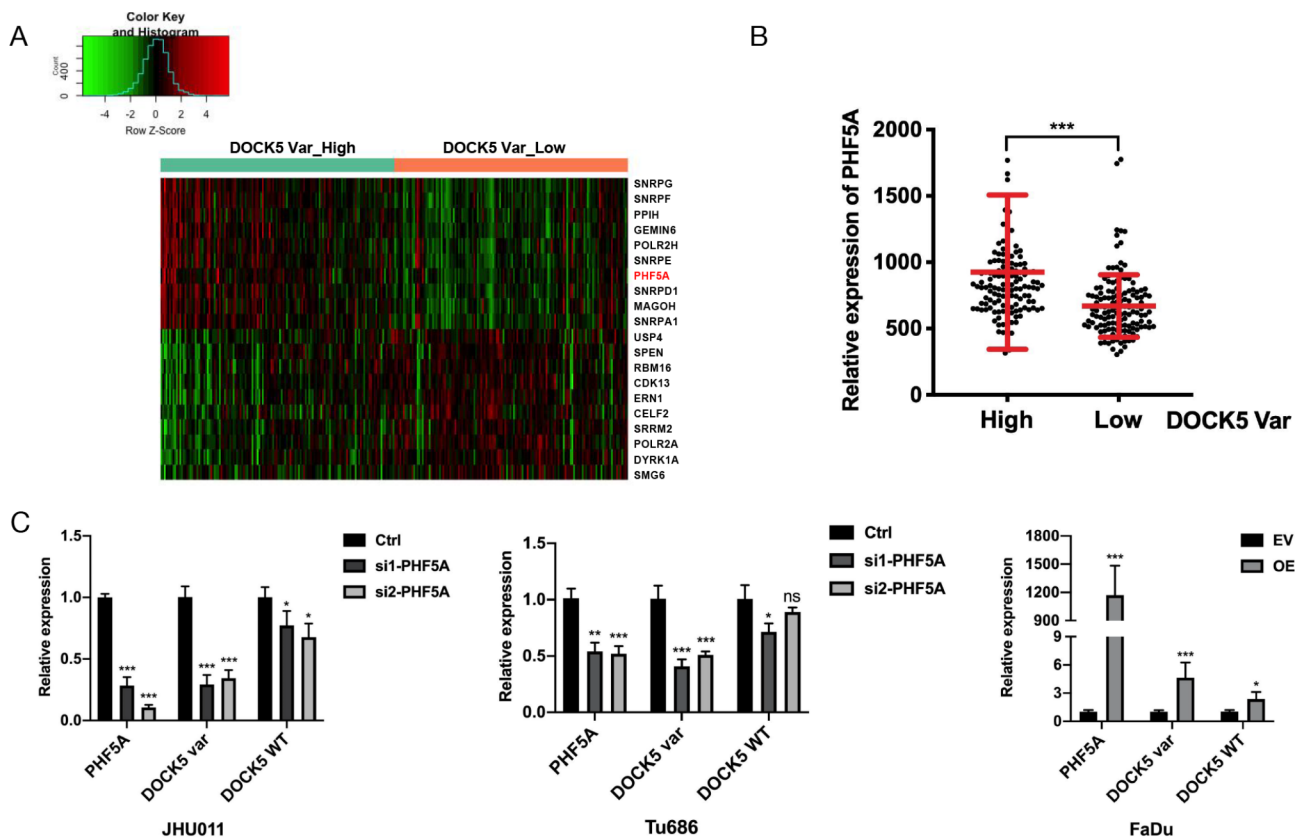 A
Color Key
and Histogram
Count
0 400
-4 -2 0 2 4
Row Z-Score
DOCK5 Var_High DOCK5 Var_Low
SNRPG
SNRPF
PPIH
GEMIN6
POLR2H
SNRPE
PHF5A
SNRPD1
MAGOH
SNRPA1
USP4
SPEN
RBM16
CDK13
ERN1
CELF2
SRRM2
POLR2A
DYRK1A
SMG6
B
Relative expression of PHF5A
2000
1500
1000
500
0
***
High Low DOCK5 Var
C
Relative expression
1.5
1.0
0.5
0.0
*** *** *** *** * *
Ctrl
si1-PHF5A
si2-PHF5A
PHF5A DOCK5 var DOCK5 WT
JHU011
Relative expression
1.5
1.0
0.5
0.0
** *** *** *** * ns
Ctrl
si1-PHF5A
si2-PHF5A
PHF5A DOCK5 var DOCK5 WT
Tu686
Relative expression
1800
1500
1200
900
9
6
3
0
*** *** *
EV
OE
PHF5A DOCK5 var DOCK5 WT
FaDu